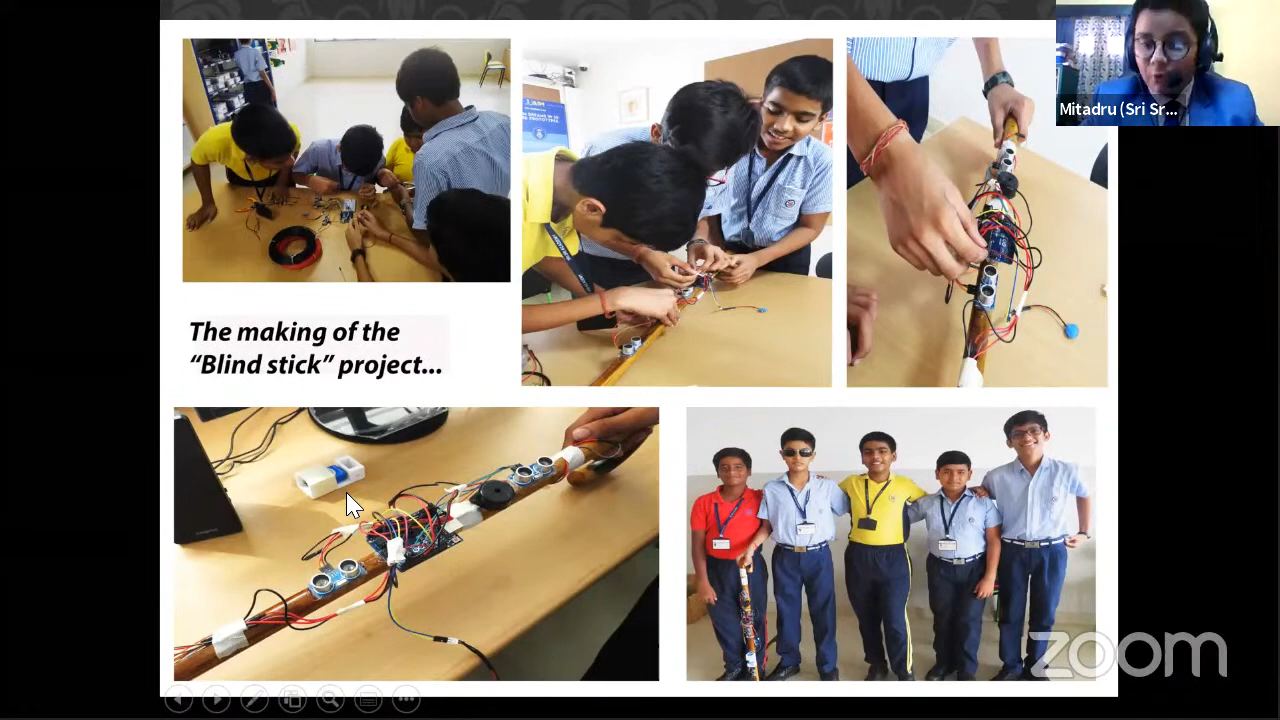 The making of the
“Blind stick” project...
Mitadru (Sri Sr...
zoom